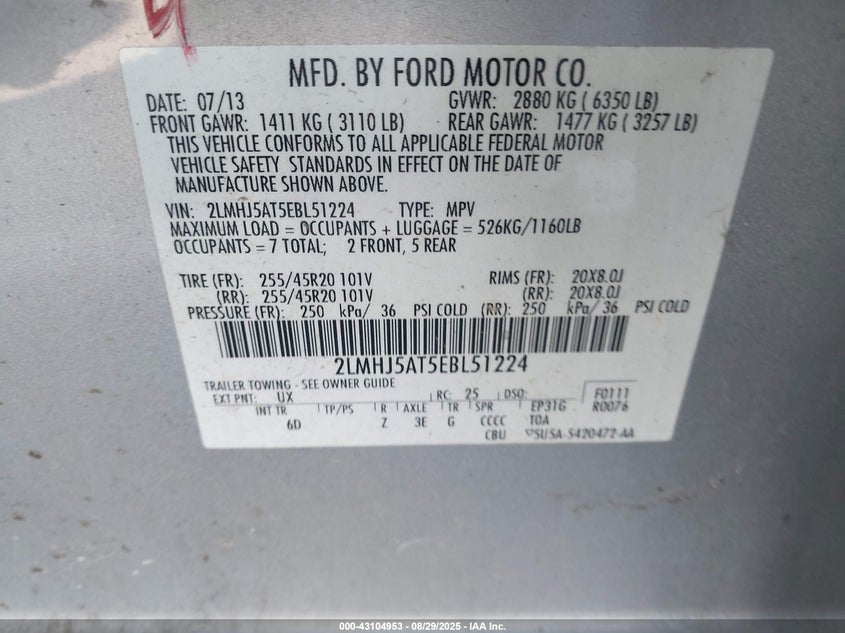 MFD. BY FORD MOTOR CO.
DATE: 07/13 GVWR: 2880 KG ( 6350 LB)
FRONT GAWR: 1411 KG ( 3110 LB) REAR GAWR: 1477 KG ( 3257 LB)
THIS VEHICLE CONFORMS TO ALL APPLICABLE FEDERAL MOTOR
VEHICLE SAFETY STANDARDS IN EFFECT ON THE DATE OF
MANUFACTURE SHOWN ABOVE.
VIN: 2LMHJ5AT5EBL51224 TYPE: MPV
MAXIMUM LOAD = OCCUPANTS + LUGGAGE = 526KG/1160LB
OCCUPANTS = 7 TOTAL; 2 FRONT, 5 REAR
TIRE (FR): 255/45R20 101V RIMS (FR): 20X8.0J
(RR): 255/45R20 101V (RR): 20X8.0J
PRESSURE (FR): 250 kPa/ 36 PSI COLD (RR): 250 kPa/ 36 PSI COLD
2LMHJ5AT5EBL51224
TRAILER TOWING - SEE OWNER GUIDE
EXT PNT: UX RC: 25 DSO: F0111
INT TR TP/PS R AXLE TR SPR EP31G R0076
6D Z 3E G CCCC TOA
CBU SUSA-5420472-AA
000-43104953 - 08/29/2025 - IAA Inc.